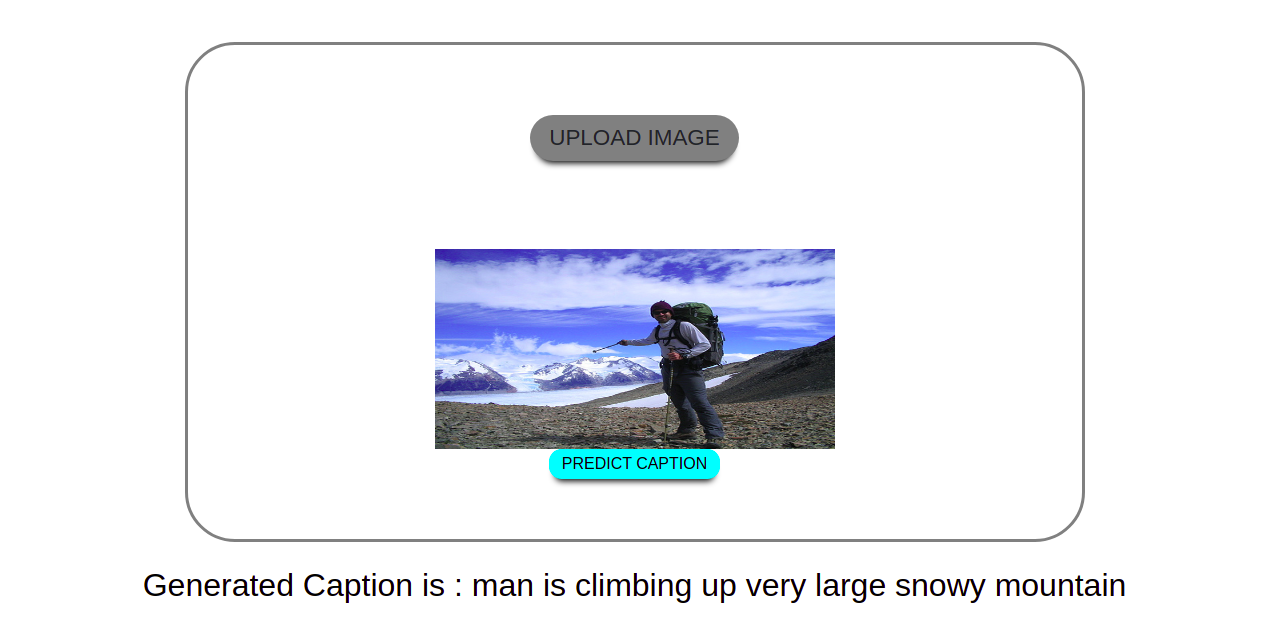 UPLOAD IMAGE
PREDICT CAPTION
Generated Caption is : man is climbing up very large snowy mountain